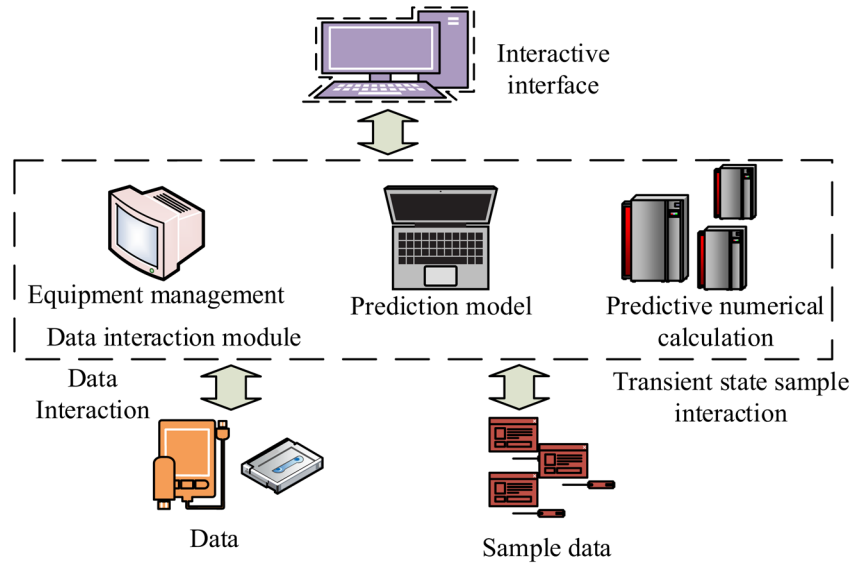 Interactive
interface
Equipment management
Prediction model
Predictive numerical
calculation
Data interaction module
Data
Interaction
Transient state sample
interaction
Data
Sample data